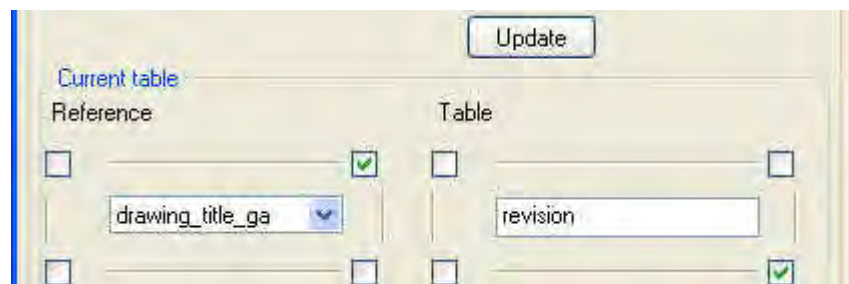 Update
Current table
Reference Table
drawing_title_ga revision